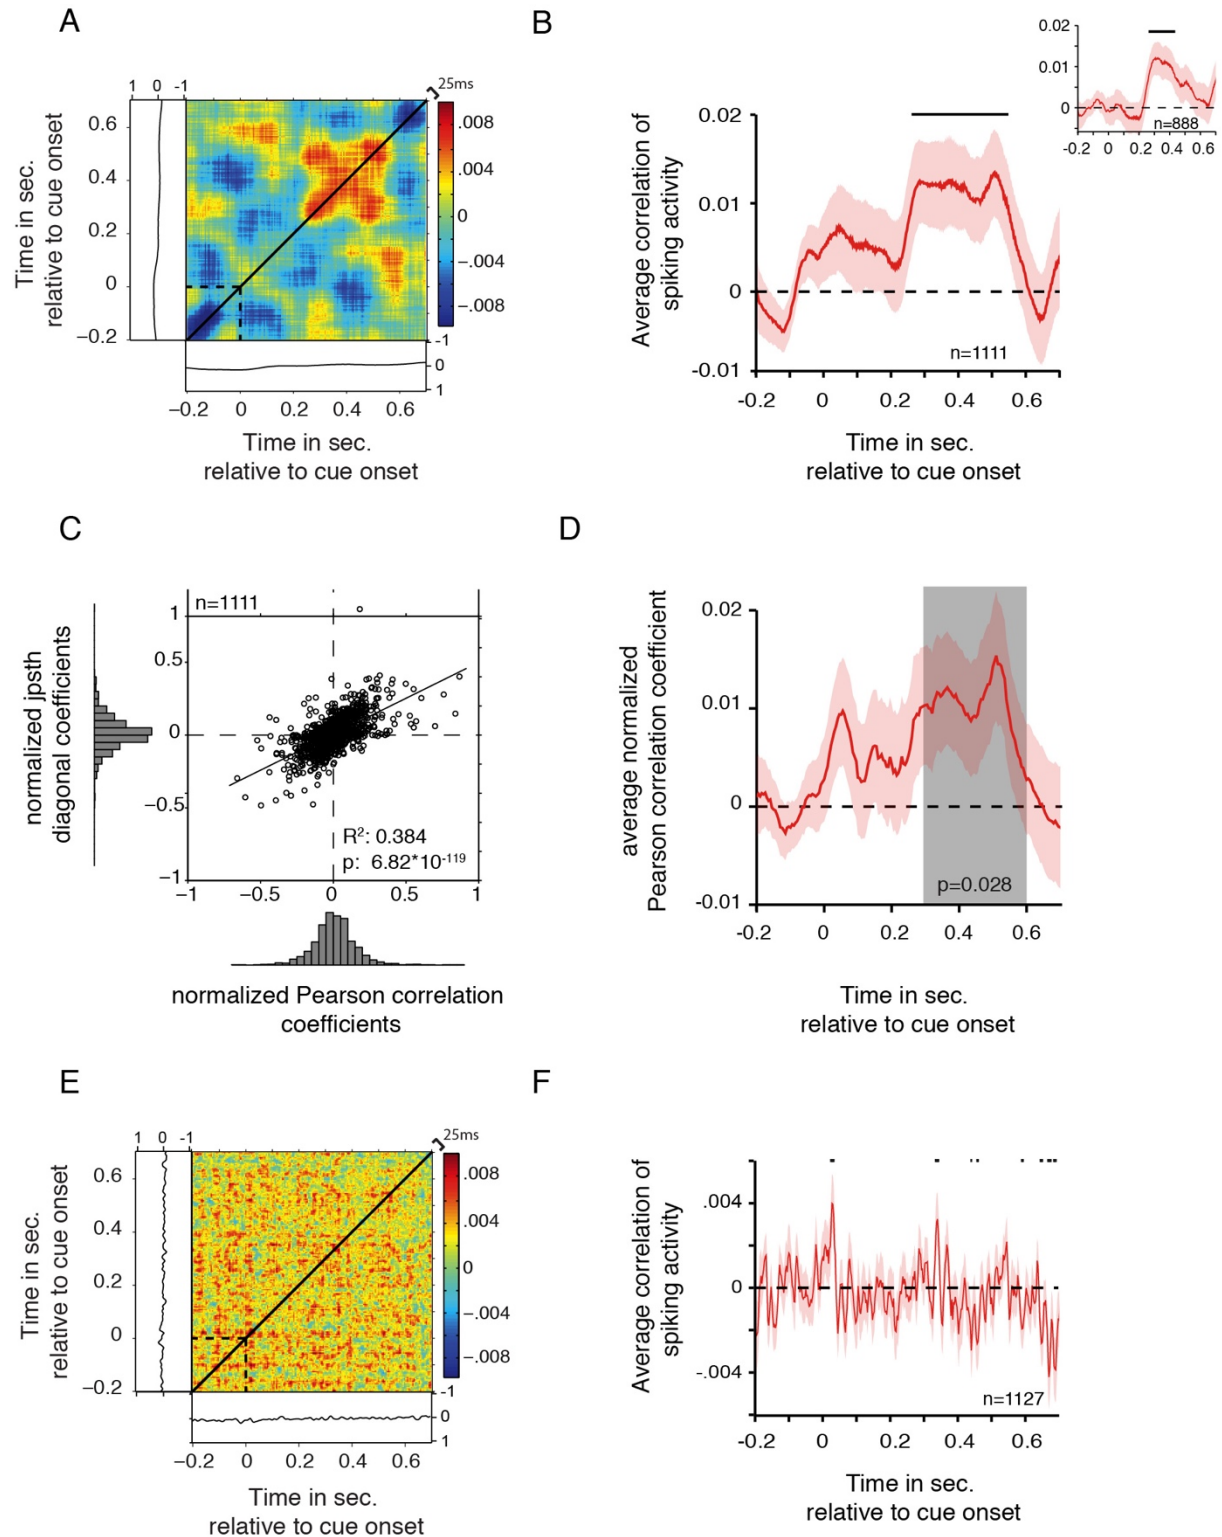 A
1 0 -1
25ms
Time in sec.
relative to cue onset
0.6
0.4
0.2
0
−0.2
.008
.004
0
−.004
−.008
-1
0
1
−0.2 0 0.2 0.4 0.6
Time in sec.
relative to cue onset
B
Average correlation of
spiking activity
0.02
0.01
0
-0.01
n=1111
-0.2 0 0.2 0.4 0.6
Time in sec.
relative to cue onset
0.02
0.01
0
n=888
-0.2 0 0.2 0.4 0.6
C
normalized jpsth
diagonal coefficients
n=1111
1
0.5
0
−0.5
−1
R²: 0.384
p: 6.82*10⁻¹¹⁹
−1 −0.5 0 0.5 1
normalized Pearson correlation
coefficients
D
average normalized
Pearson correlation coefficient
0.02
0.01
0
-0.01
p=0.028
-0.2 0 0.2 0.4 0.6
Time in sec.
relative to cue onset
E
1 0 -1
25ms
Time in sec.
relative to cue onset
0.6
0.4
0.2
0
−0.2
.008
.004
0
−.004
−.008
-1
0
1
−0.2 0 0.2 0.4 0.6
Time in sec.
relative to cue onset
F
Average correlation of
spiking activity
.004
0
-.004
n=1127
-0.2 0 0.2 0.4 0.6
Time in sec.
relative to cue onset